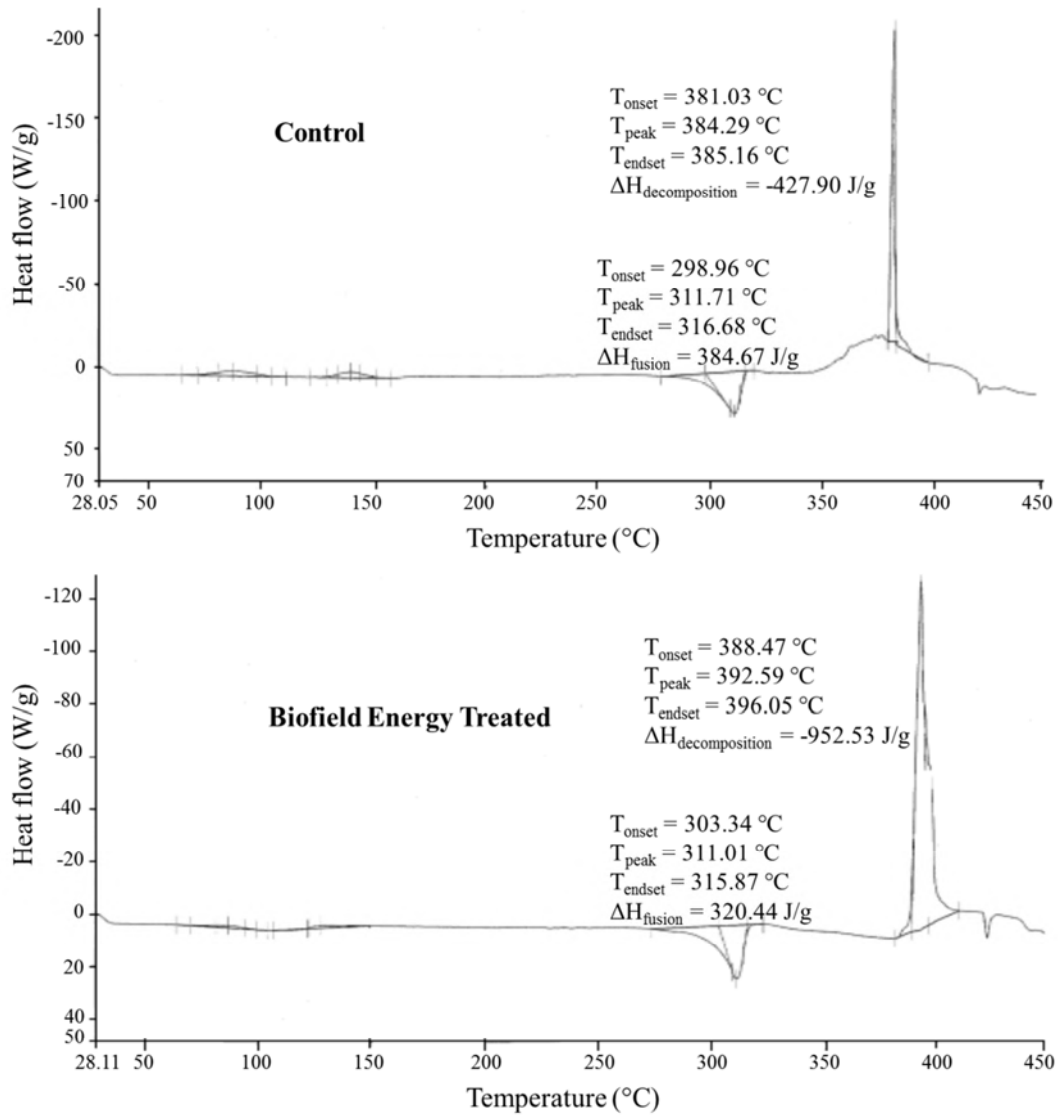 -200
-150
-100
-50
0
50
70
Heat flow (W/g)
Control
Tonset = 381.03 °C
Tpeak = 384.29 °C
Tendset = 385.16 °C
ΔHdecomposition = -427.90 J/g
Tonset = 298.96 °C
Tpeak = 311.71 °C
Tendset = 316.68 °C
ΔHfusion = 384.67 J/g
28.05 50 100 150 200 250 300 350 400 450
Temperature (°C)
-120
-100
-80
-60
-40
-20
0
20
40
50
Heat flow (W/g)
Biofield Energy Treated
Tonset = 388.47 °C
Tpeak = 392.59 °C
Tendset = 396.05 °C
ΔHdecomposition = -952.53 J/g
Tonset = 303.34 °C
Tpeak = 311.01 °C
Tendset = 315.87 °C
ΔHfusion = 320.44 J/g
28.11 50 100 150 200 250 300 350 400 450
Temperature (°C)